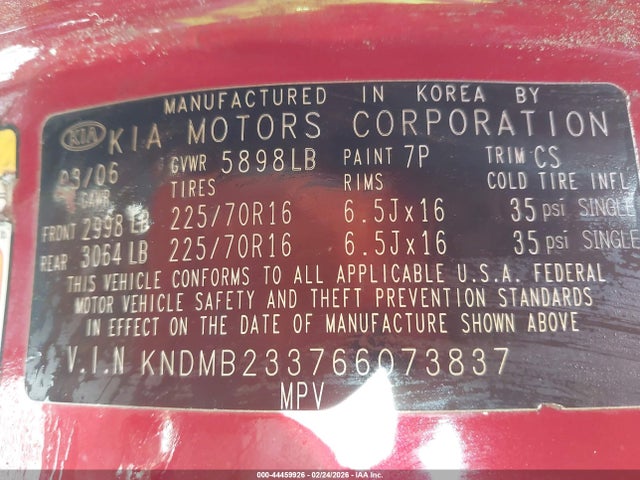 MANUFACTURED IN KOREA BY
KIA KIA MOTORS CORPORATION
09/06 GVWR 5898LB PAINT 7P TRIM CS
GAWR TIRES RIMS COLD TIRE INFL
FRONT 2998 LB 225/70R16 6.5Jx16 35 psi SINGLE
REAR 3064 LB 225/70R16 6.5Jx16 35 psi SINGLE
THIS VEHICLE CONFORMS TO ALL APPLICABLE U.S.A. FEDERAL
MOTOR VEHICLE SAFETY AND THEFT PREVENTION STANDARDS
IN EFFECT ON THE DATE OF MANUFACTURE SHOWN ABOVE
V.I.N KNDMB233766073837
MPV
000-44459926 - 02/24/2026 - © IAA Inc.